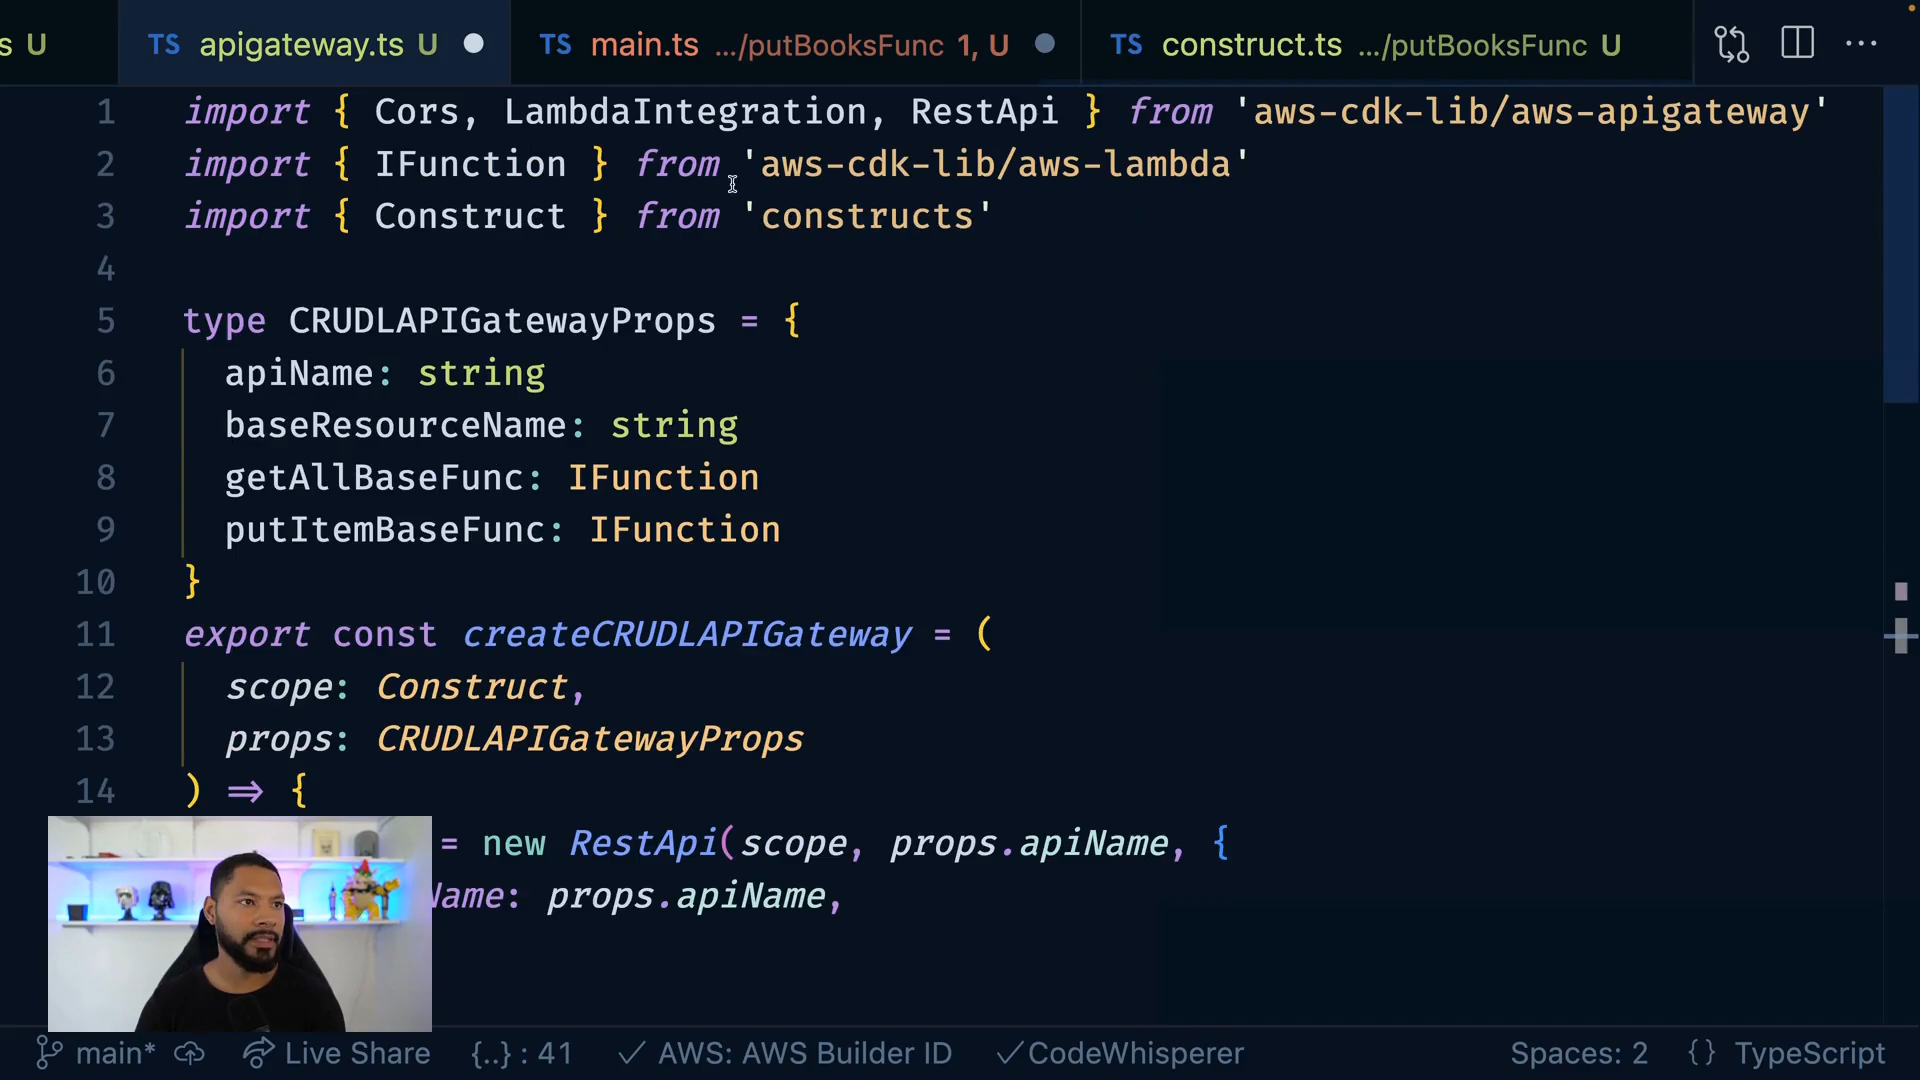 s U
TS apigateway.ts U
TS main.ts .../putBooksFunc 1, U
TS construct.ts .../putBooksFunc U
1 import { Cors, LambdaIntegration, RestApi } from 'aws-cdk-lib/aws-apigateway'
2 import { IFunction } from 'aws-cdk-lib/aws-lambda'
3 import { Construct } from 'constructs'
4
5 type CRUDLAPIGatewayProps = {
6 apiName: string
7 baseResourceName: string
8 getAllBaseFunc: IFunction
9 putItemBaseFunc: IFunction
10 }
11 export const createCRUDLAPIGateway = (
12 scope: Construct,
13 props: CRUDLAPIGatewayProps
14 ) => {
= new RestApi(scope, props.apiName, {
Name: props.apiName,
main* Live Share {..} : 41 AWS: AWS Builder ID CodeWhisperer Spaces: 2 {} TypeScript